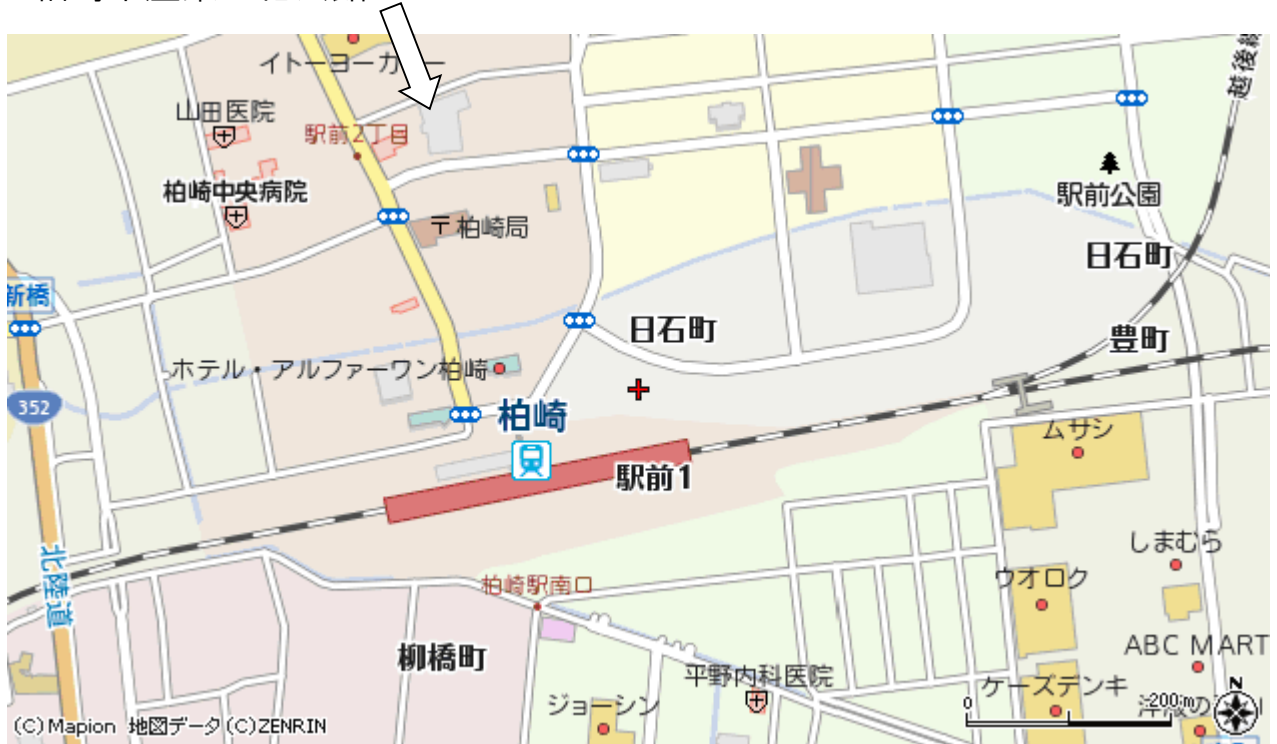 イトーヨーカドー
越後線
山田医院
駅前2丁目
柏崎中央病院
〒柏崎局
駅前公園
日石町
新橋
日石町
豊町
ホテル・アルファーワン柏崎
352
柏崎
ムサシ
駅前1
しまむら
北陸道
柏崎駅南口
ウオロク
柳橋町
ABC MART
平野内科医院
ケーズデンキ
ジョーシン
0
200m
N
(C)Mapion 地図データ(C)ZENRIN